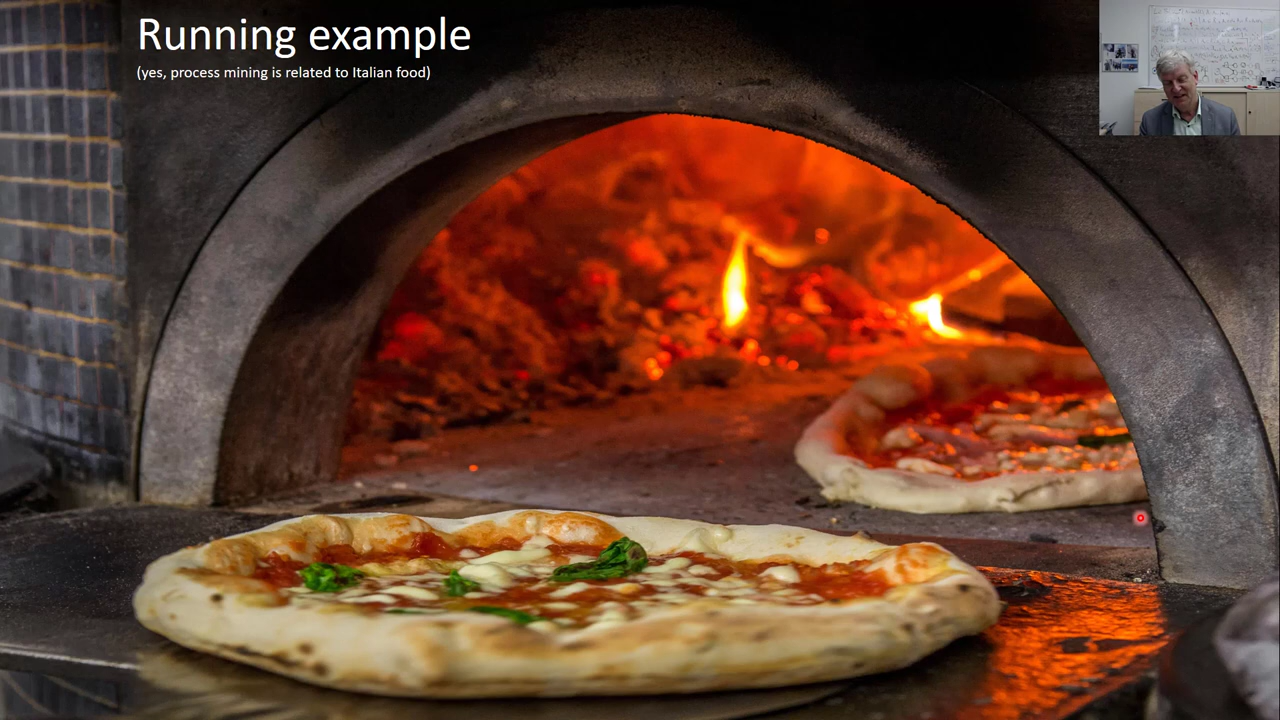 Running example
(yes, process mining is related to Italian food)